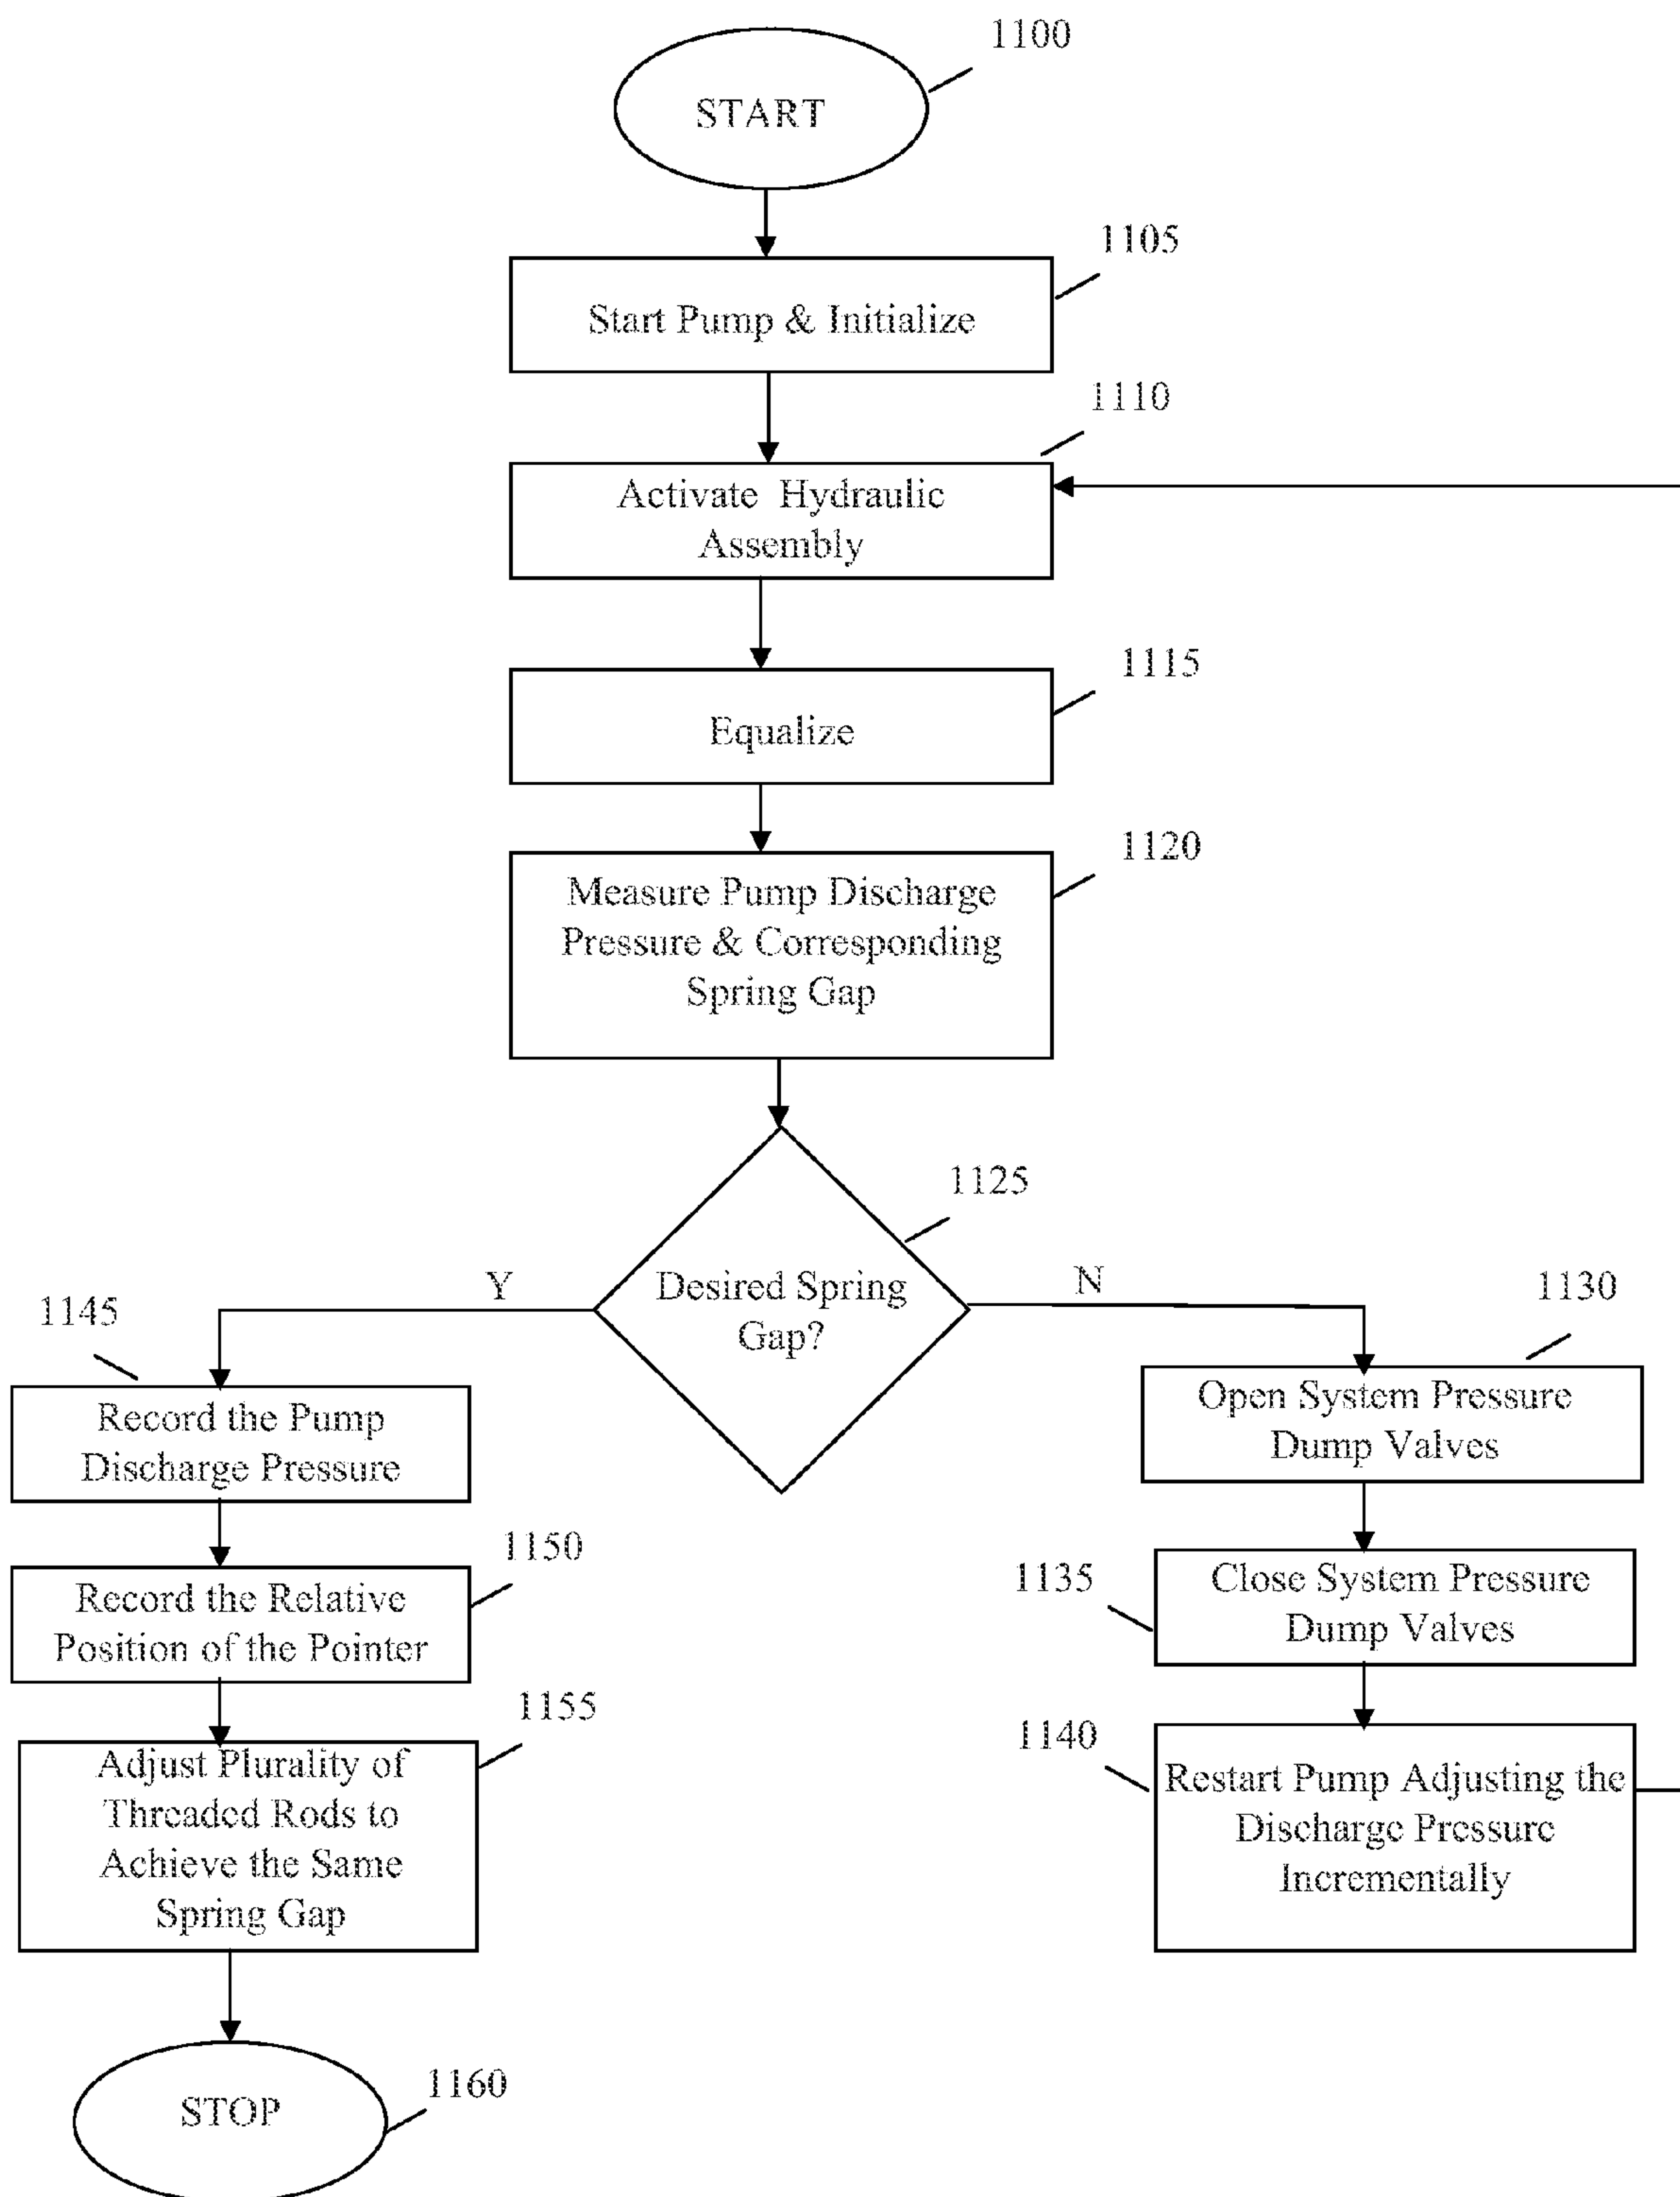 1100
START
1105
Start Pump & Initialize
1110
Activate Hydraulic
Assembly
1115
Equalize
1120
Measure Pump Discharge
Pressure & Corresponding
Spring Gap
1125
Desired Spring
Gap?
Y
N
1145
Record the Pump
Discharge Pressure
1150
Record the Relative
Position of the Pointer
1155
Adjust Plurality of
Threaded Rods to
Achieve the Same
Spring Gap
1160
STOP
1130
Open System Pressure
Dump Valves
1135
Close System Pressure
Dump Valves
1140
Restart Pump Adjusting the
Discharge Pressure
Incrementally